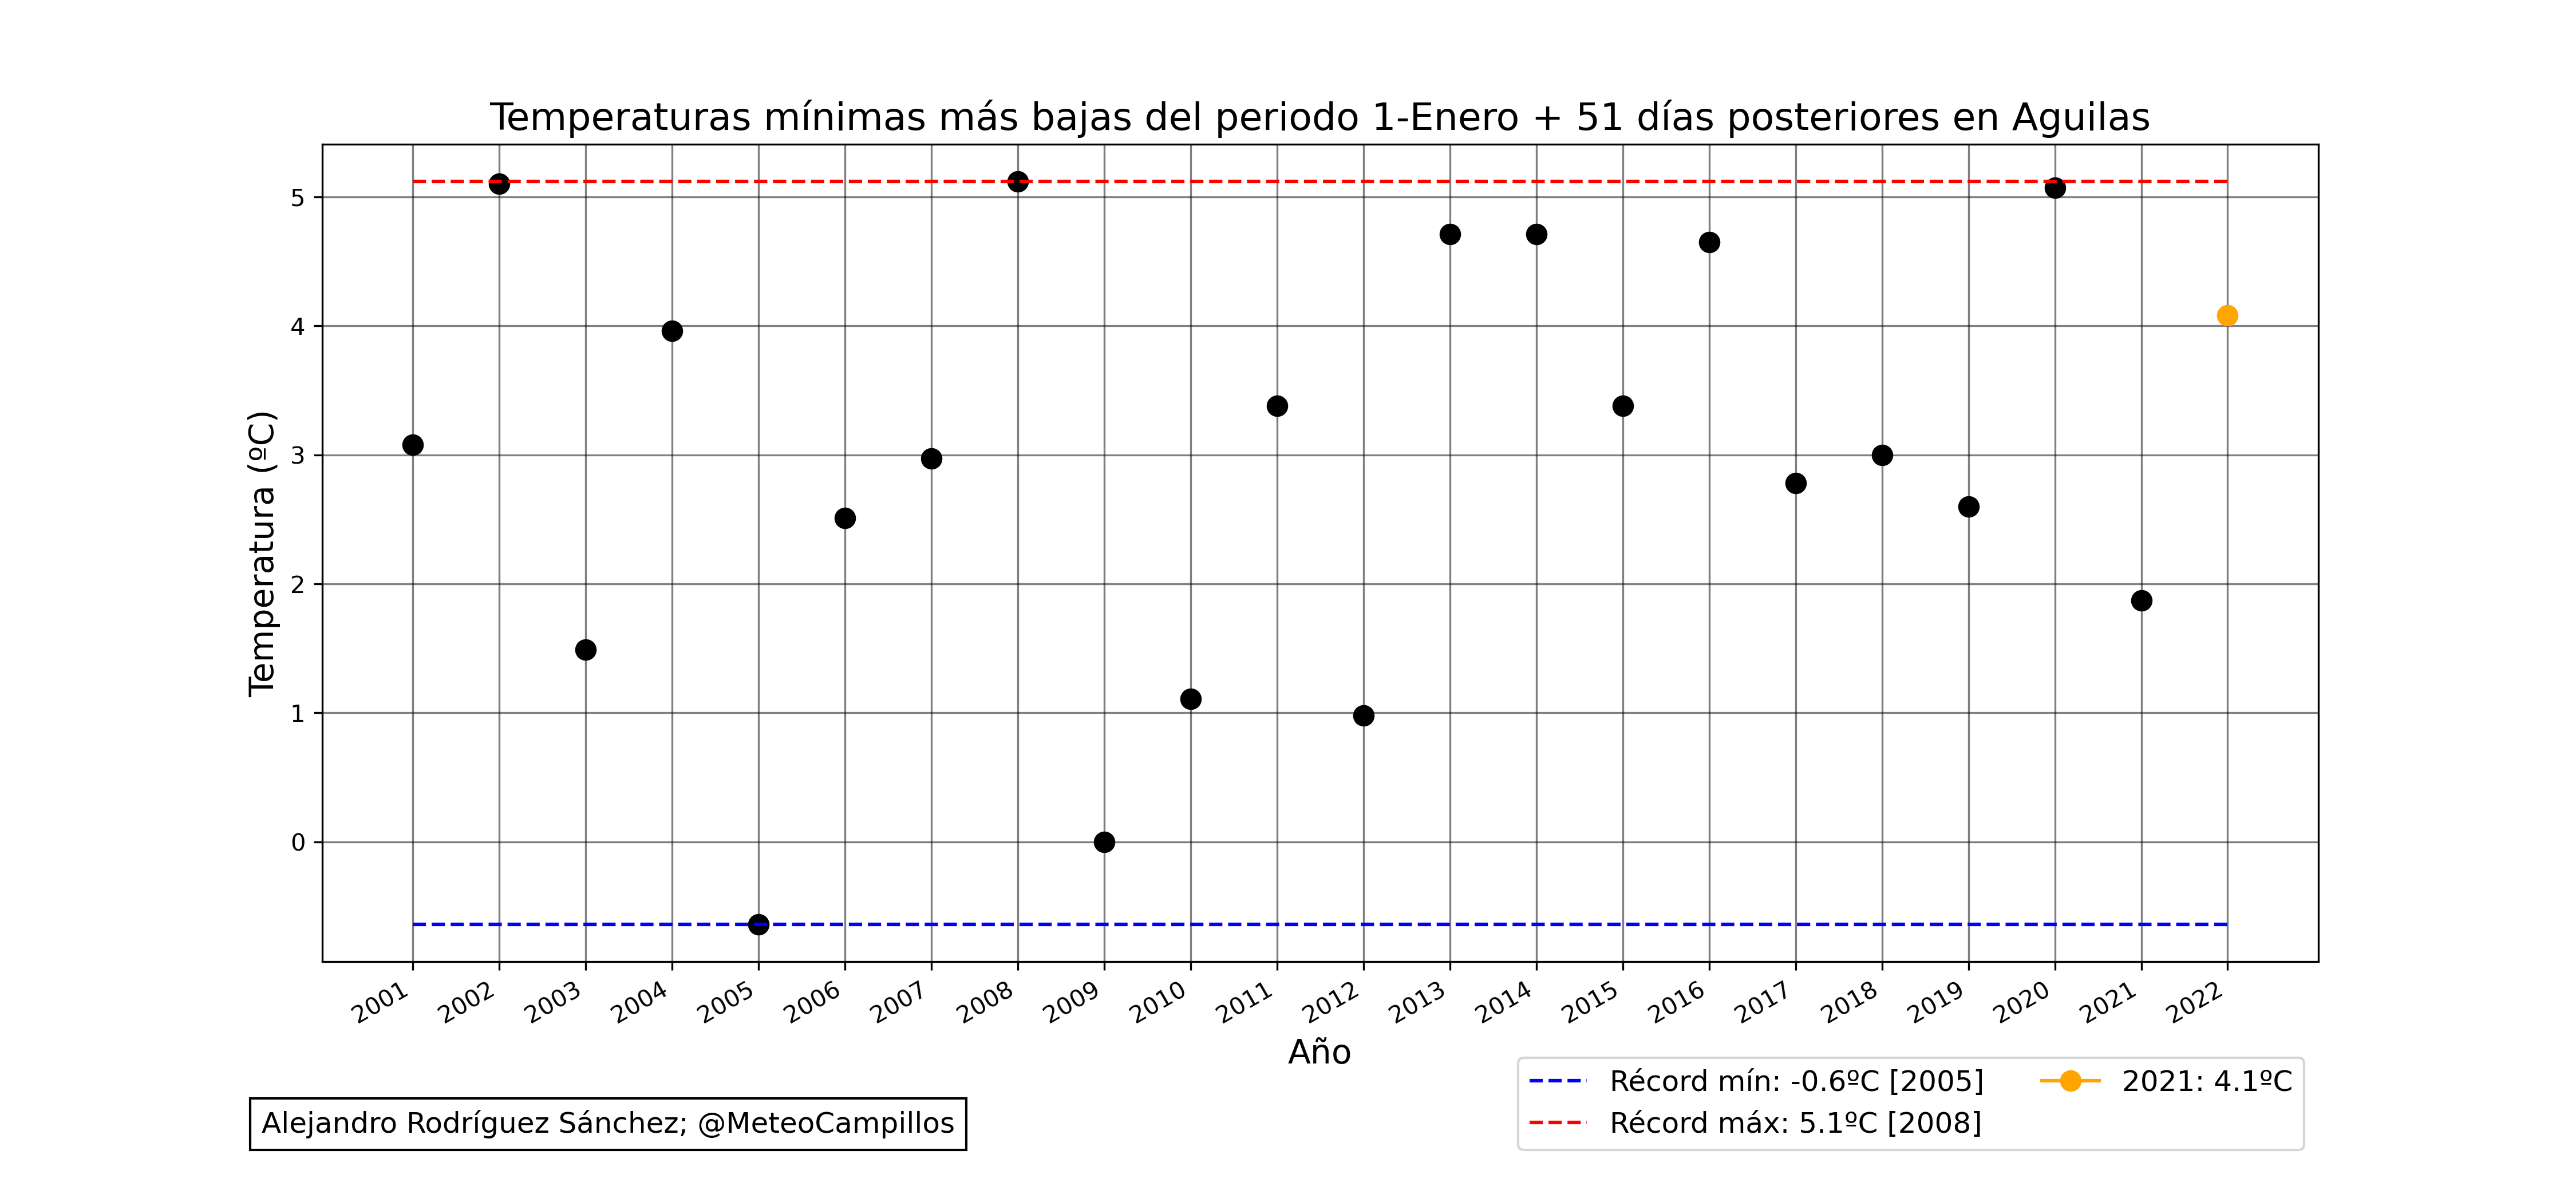 Temperaturas mínimas más bajas del periodo 1-Enero + 51 días posteriores en Aguilas
Temperatura (ºC)
5
4
3
2
1
0
2001 2002 2003 2004 2005 2006 2007 2008 2009 2010 2011 2012 2013 2014 2015 2016 2017 2018 2019 2020 2021 2022
Año
Récord mín: -0.6ºC [2005]
Récord máx: 5.1ºC [2008]
2021: 4.1ºC
Alejandro Rodríguez Sánchez; @MeteoCampillos